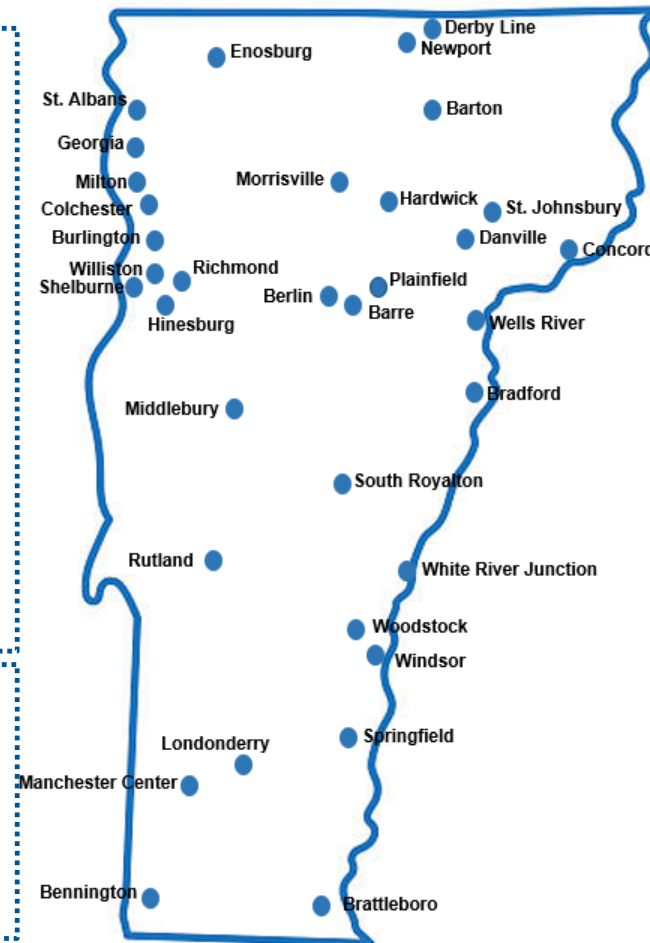 Derby Line
Newport
Enosburg
St. Albans
Barton
Georgia
Milton
Morrisville
Hardwick
Colchester
St. Johnsbury
Burlington
Danville
Concord
Williston
Richmond
Shelburne
Plainfield
Berlin
Barre
Hinesburg
Wells River
Bradford
Middlebury
South Royalton
Rutland
White River Junction
Woodstock
Windsor
Springfield
Londonderry
Manchester Center
Bennington
Brattleboro